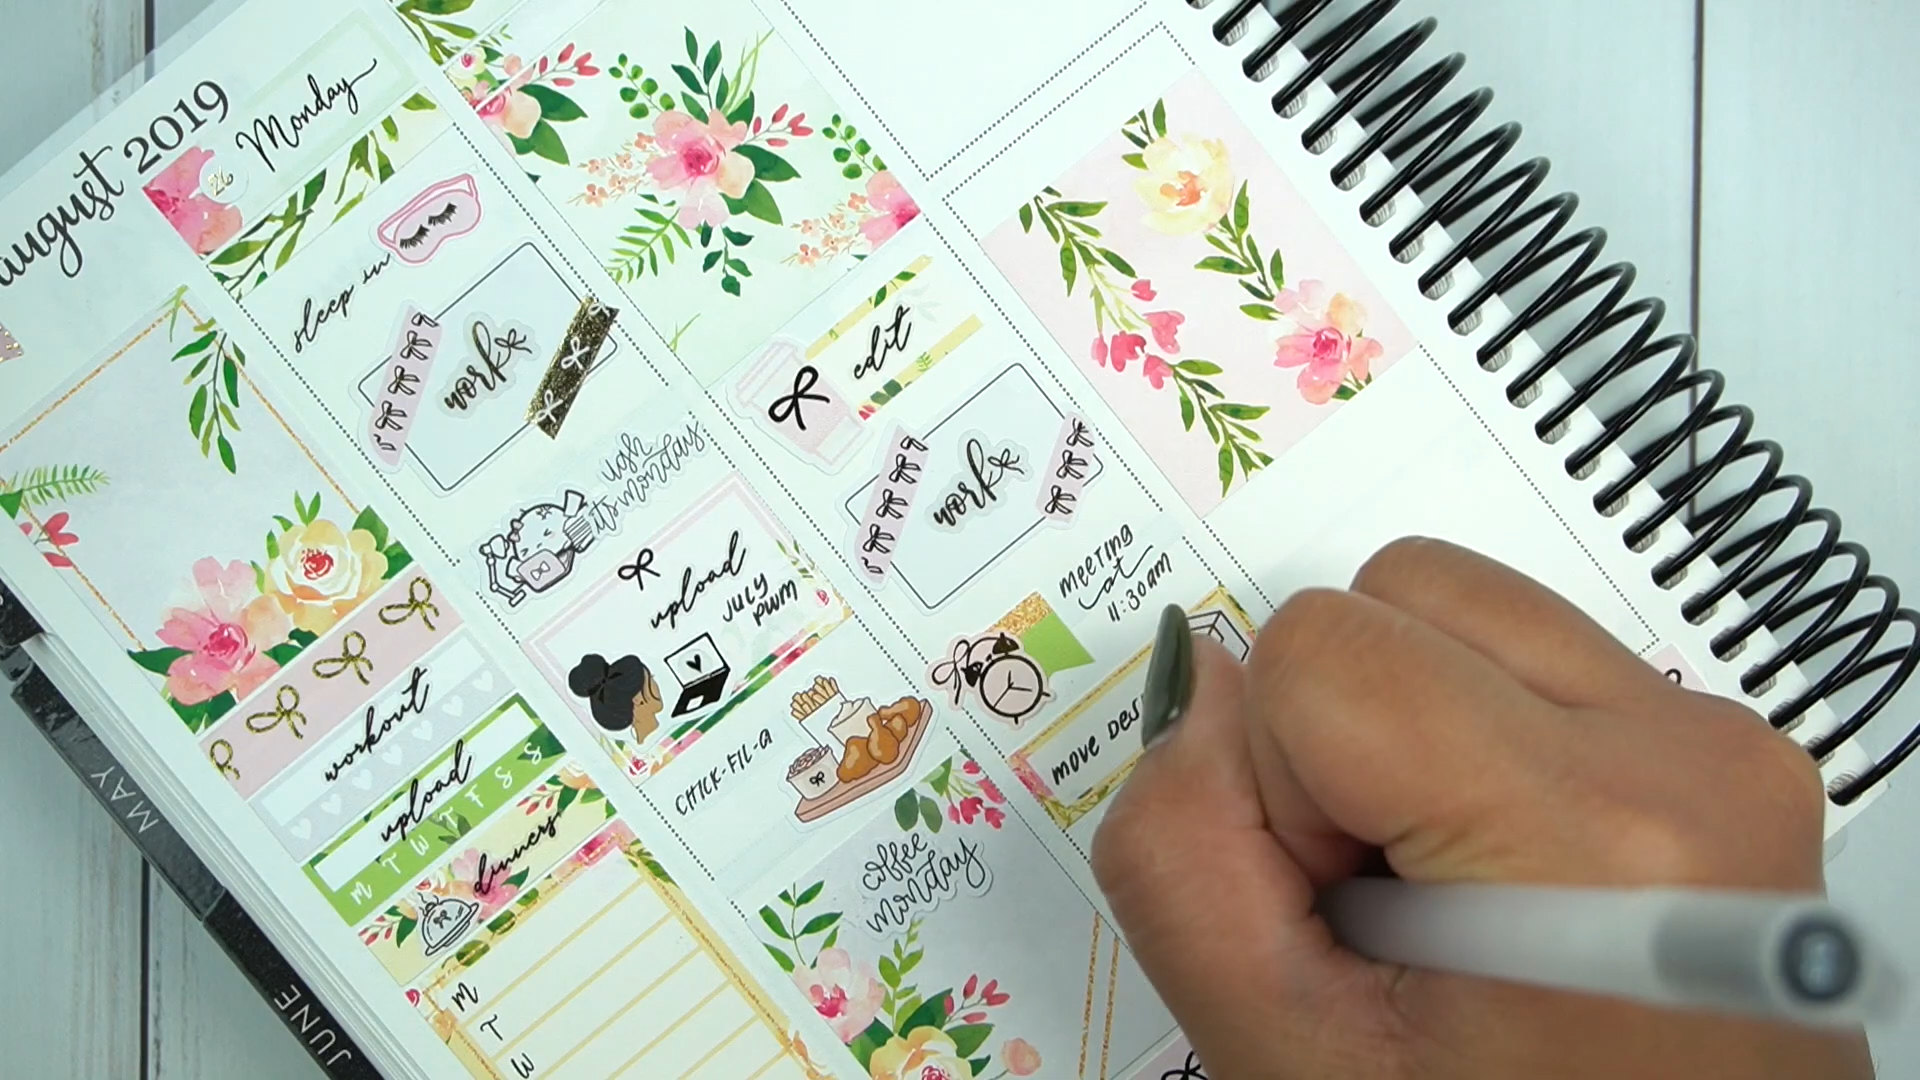 august 2019
26
Monday
sleep in
work
ugh
it's monday.
upload
JULY
PWM
CHICK-FIL-A
edit
work
MEETING
at
11:30AM
MOVE DES
coffee
monday
workout
upload
M T W T F S S
dinners
M
T
W
MAY
JUNE